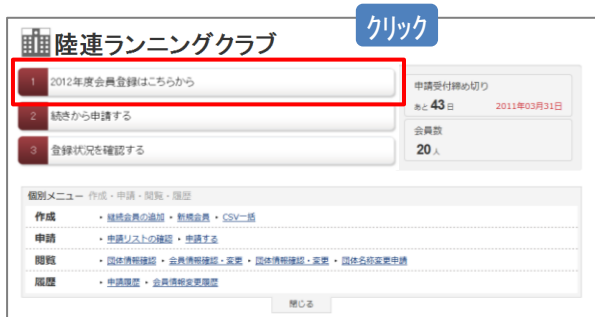 クリック
陸連ランニングクラブ
1 2012年度会員登録はこちらから
2 続きから申請する
3 登録状況を確認する
申請受付締め切り
あと 43 日 2011年03月31日
会員数
20 人
個別メニュー 作成・申請・閲覧・履歴
作成 ・継続会員の追加 ・新規会員 ・CSV一括
申請 ・申請リストの確認 ・申請する
閲覧 ・団体情報確認 ・会員情報確認・変更 ・団体情報確認・変更 ・団体名称変更申請
履歴 ・申請履歴 ・会員情報変更履歴
閉じる